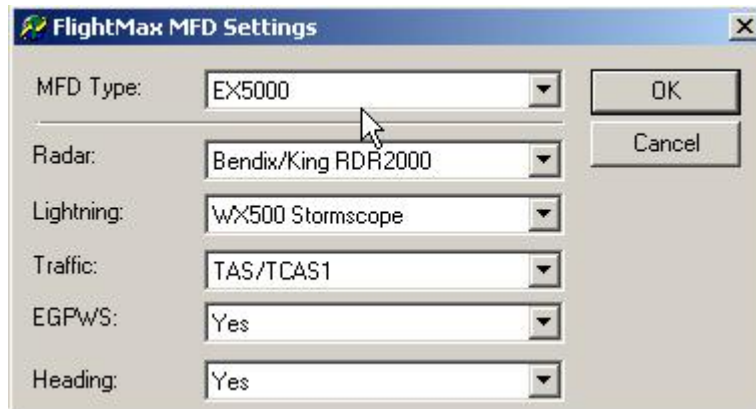 FlightMax MFD Settings
MFD Type: EX5000 OK
Cancel
Radar: Bendix/King RDR2000
Lightning: WX500 Stormscope
Traffic: TAS/TCAS1
EGPWS: Yes
Heading: Yes